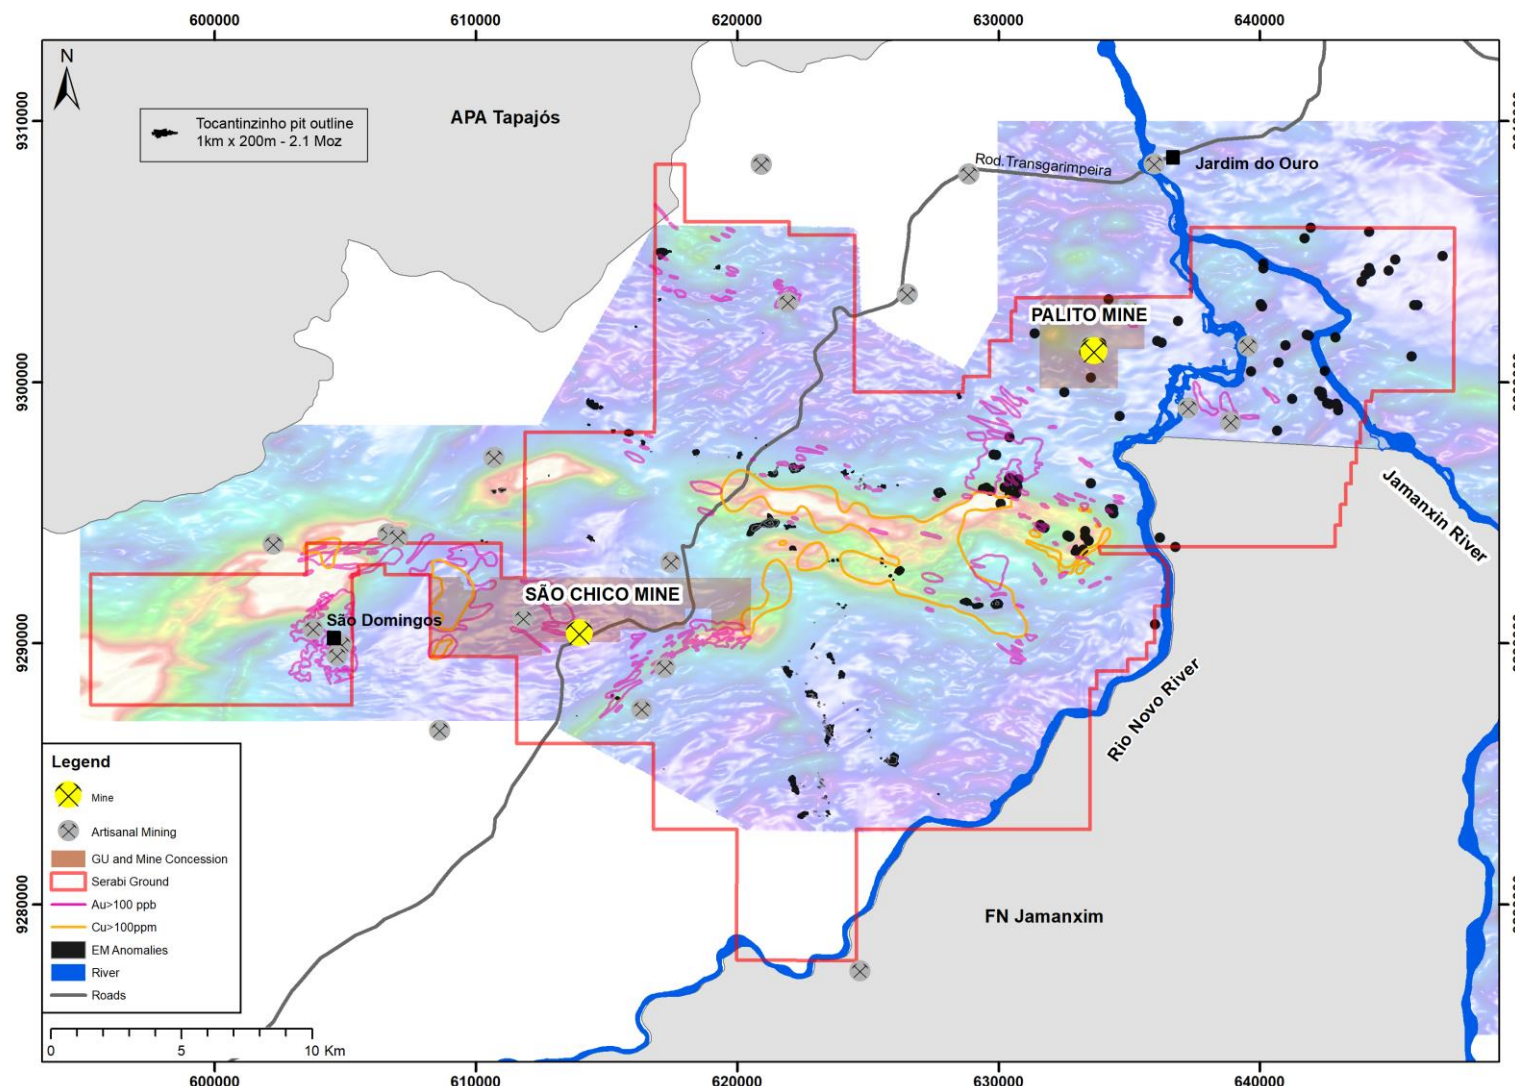 600000
610000
620000
630000
640000
N
9310000
9300000
9290000
9280000
Tocantinzinho pit outline
1km x 200m - 2.1 Moz
APA Tapajós
Rod.Transgarimpeira
Jardim do Ouro
PALITO MINE
Jamanxin River
SÃO CHICO MINE
São Domingos
Rio Novo River
FN Jamanxim
Legend
Mine
Artisanal Mining
GU and Mine Concession
Serabi Ground
Au>100 ppb
Cu>100ppm
EM Anomalies
River
Roads
0
5
10 Km
600000
610000
620000
630000
640000